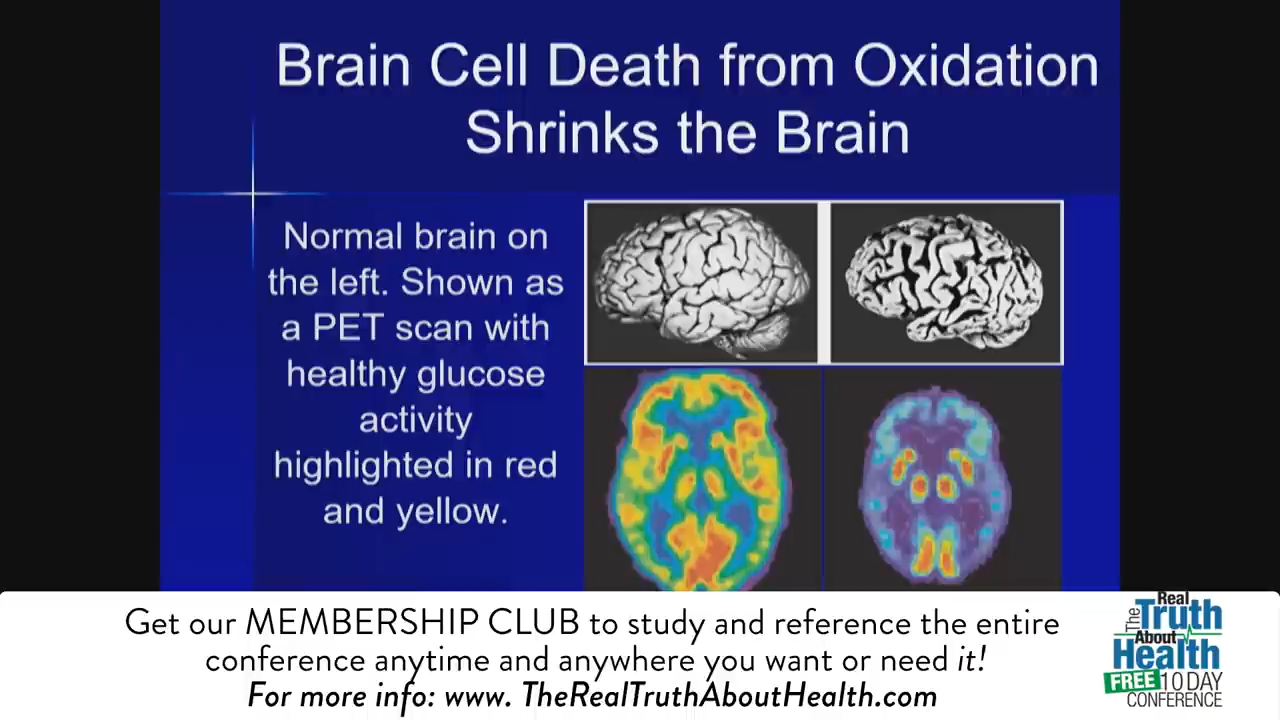 Brain Cell Death from Oxidation
Shrinks the Brain
Normal brain on
the left. Shown as
a PET scan with
healthy glucose
activity
highlighted in red
and yellow.
Get our MEMBERSHIP CLUB to study and reference the entire
conference anytime and anywhere you want or need it!
For more info: www. TheRealTruthAboutHealth.com
The Real
Truth
About
Health
FREE 10 DAY
CONFERENCE